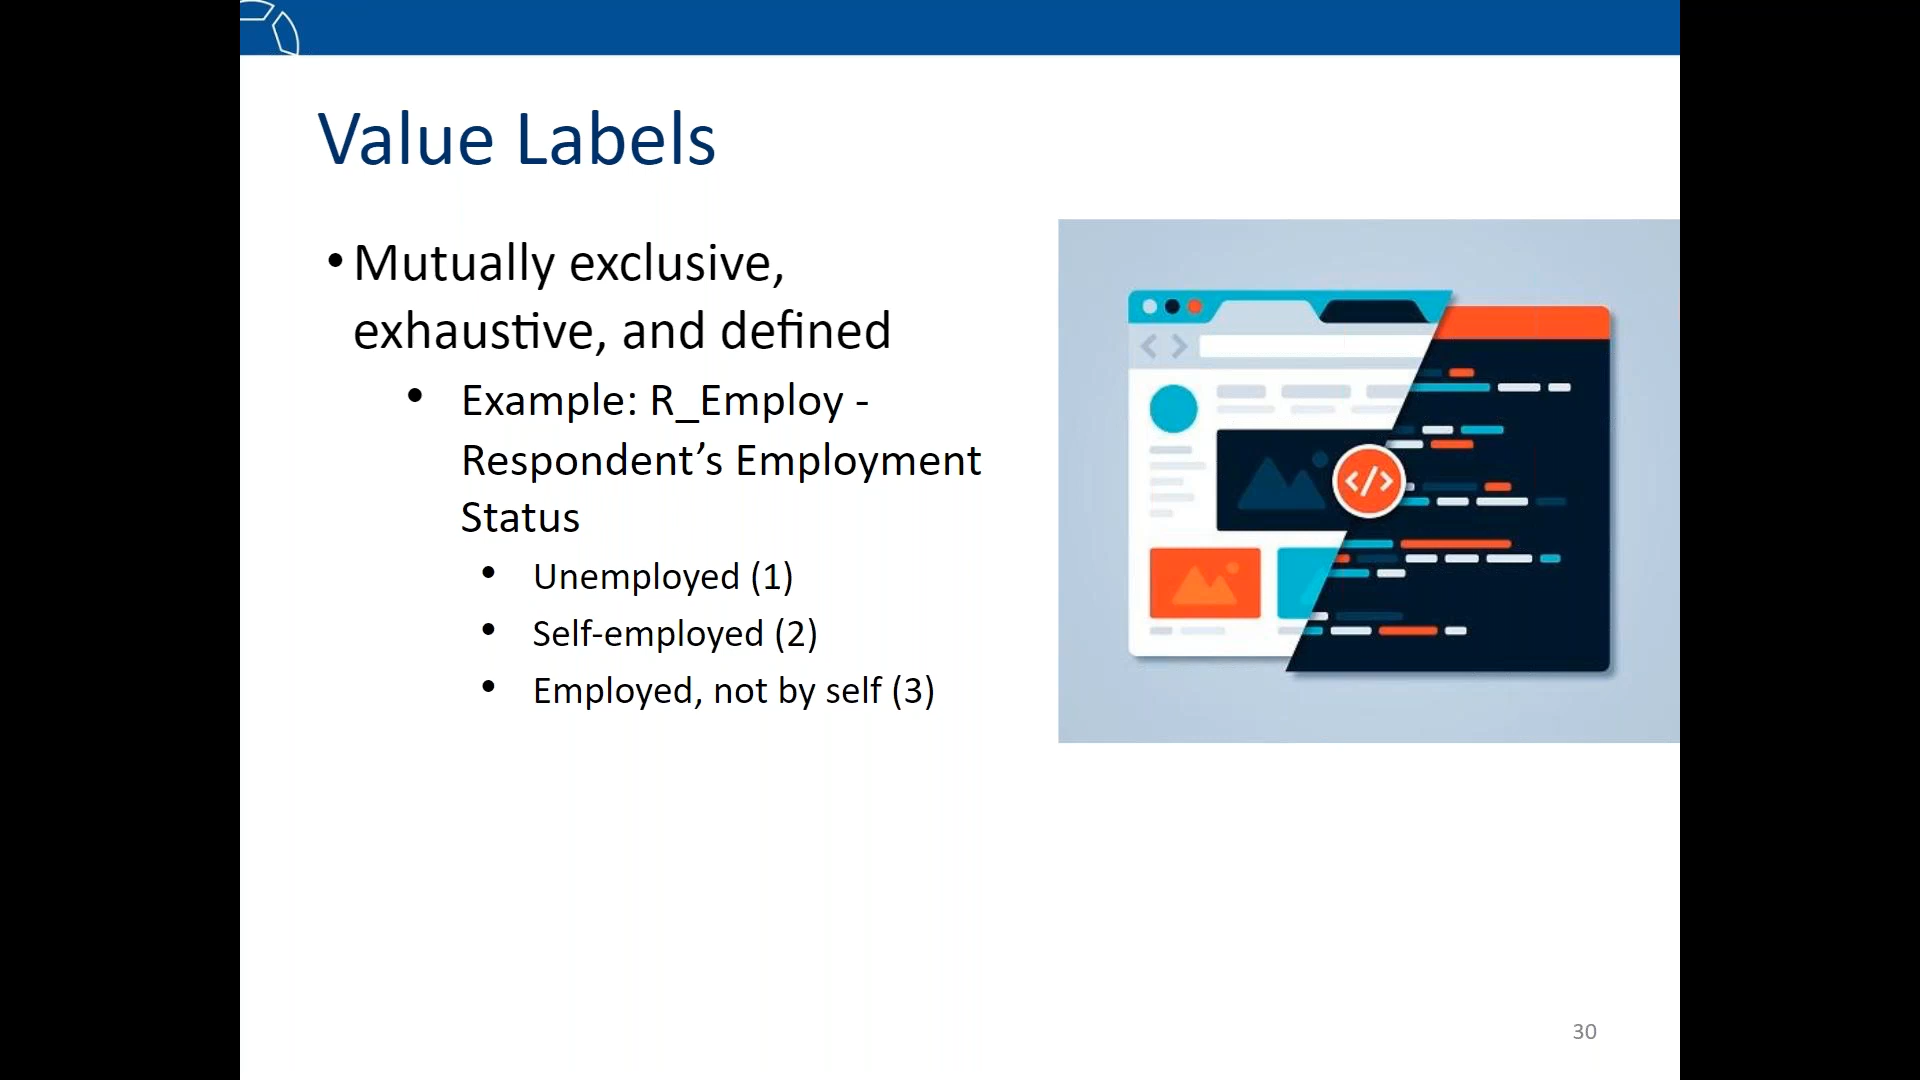 Value Labels
• Mutually exclusive,
exhaustive, and defined
• Example: R_Employ -
Respondent’s Employment
Status
• Unemployed (1)
• Self-employed (2)
• Employed, not by self (3)
</>
30